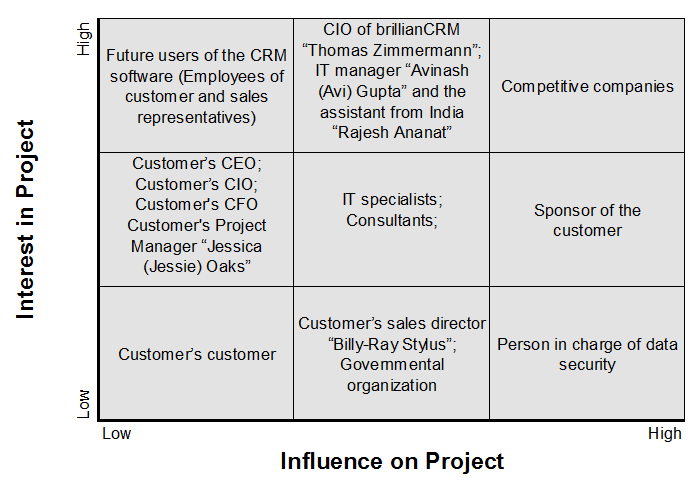 High
Future users of the CRM
software (Employees of
customer and sales
representatives)
CIO of brillianCRM
“Thomas Zimmermann”;
IT manager “Avinash
(Avi) Gupta” and the
assistant from India
“Rajesh Ananat”
Competitive companies
Interest in Project
Customer’s CEO;
Customer’s CIO;
Customer's CFO
Customer's Project
Manager “Jessica
(Jessie) Oaks”
IT specialists;
Consultants;
Sponsor of the
customer
Customer’s customer
Customer’s sales director
“Billy-Ray Stylus”;
Governmental
organization
Person in charge of data
security
Low
Low
High
Influence on Project